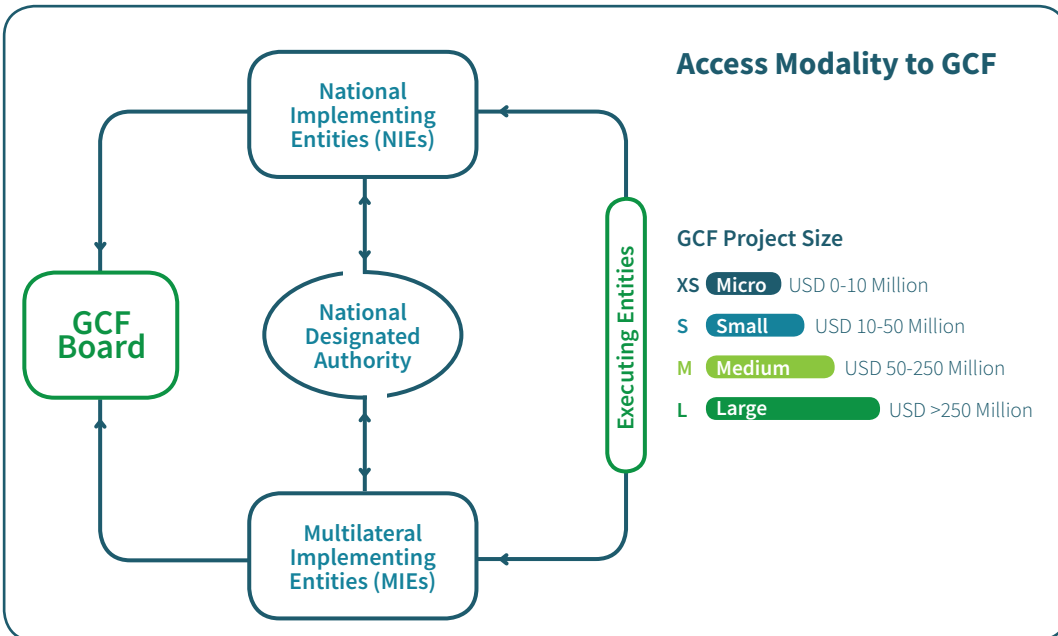 Access Modality to GCF
National
Implementing
Entities (NIEs)
GCF
Board
National
Designated
Authority
Executing Entities
Multilateral
Implementing
Entities (MIEs)
GCF Project Size
XS Micro USD 0-10 Million
S Small USD 10-50 Million
M Medium USD 50-250 Million
L Large USD >250 Million